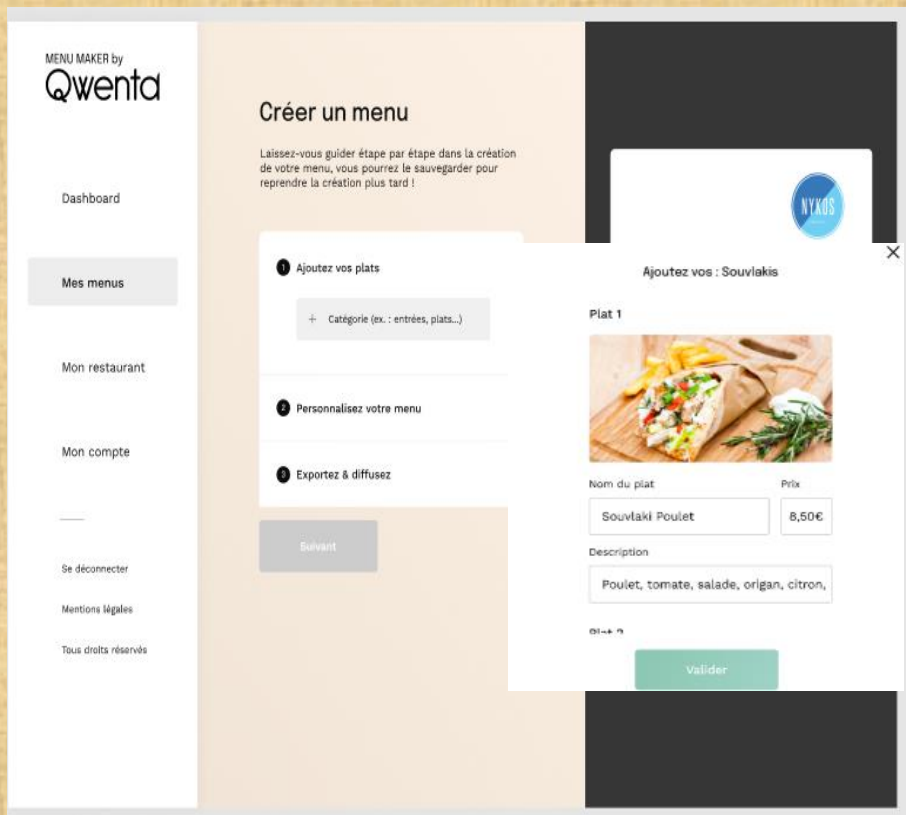 MENU MAKER by
Qwenta
Dashboard
Mes menus
Mon restaurant
Mon compte
Se déconnecter
Mentions légales
Tous droits réservés
Créer un menu
Laissez-vous guider étape par étape dans la création
de votre menu, vous pourrez le sauvegarder pour
reprendre la création plus tard !
1 Ajoutez vos plats
+ Catégorie (ex. : entrées, plats...)
2 Personnalisez votre menu
3 Exportez & diffusez
Suivant
NYKOS
Ajoutez vos : Souvlakis
Plat 1
Nom du plat
Prix
Souvlaki Poulet
8,50€
Description
Poulet, tomate, salade, origan, citron,
Valider